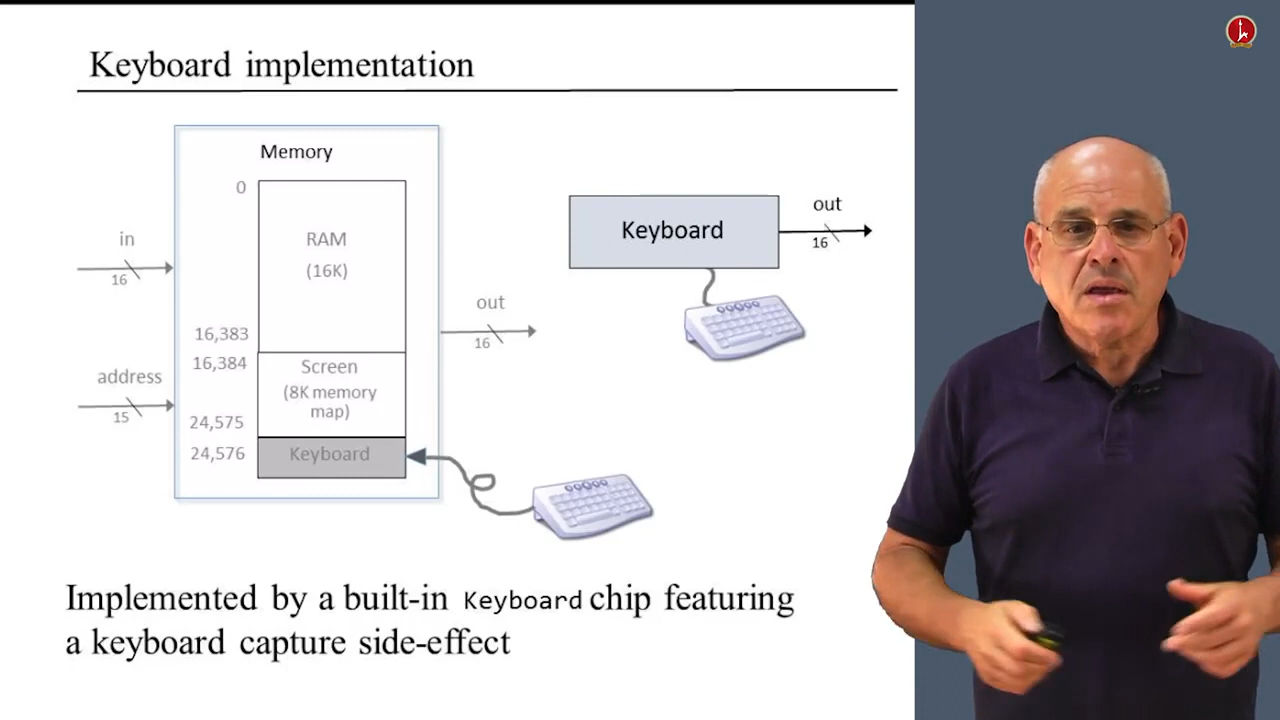 Keyboard implementation
Memory
0
RAM
(16K)
in
16
16,383
16,384
Screen
(8K memory
map)
address
15
24,575
24,576
Keyboard
out
16
Keyboard
out
16
Implemented by a built-in Keyboard chip featuring
a keyboard capture side-effect